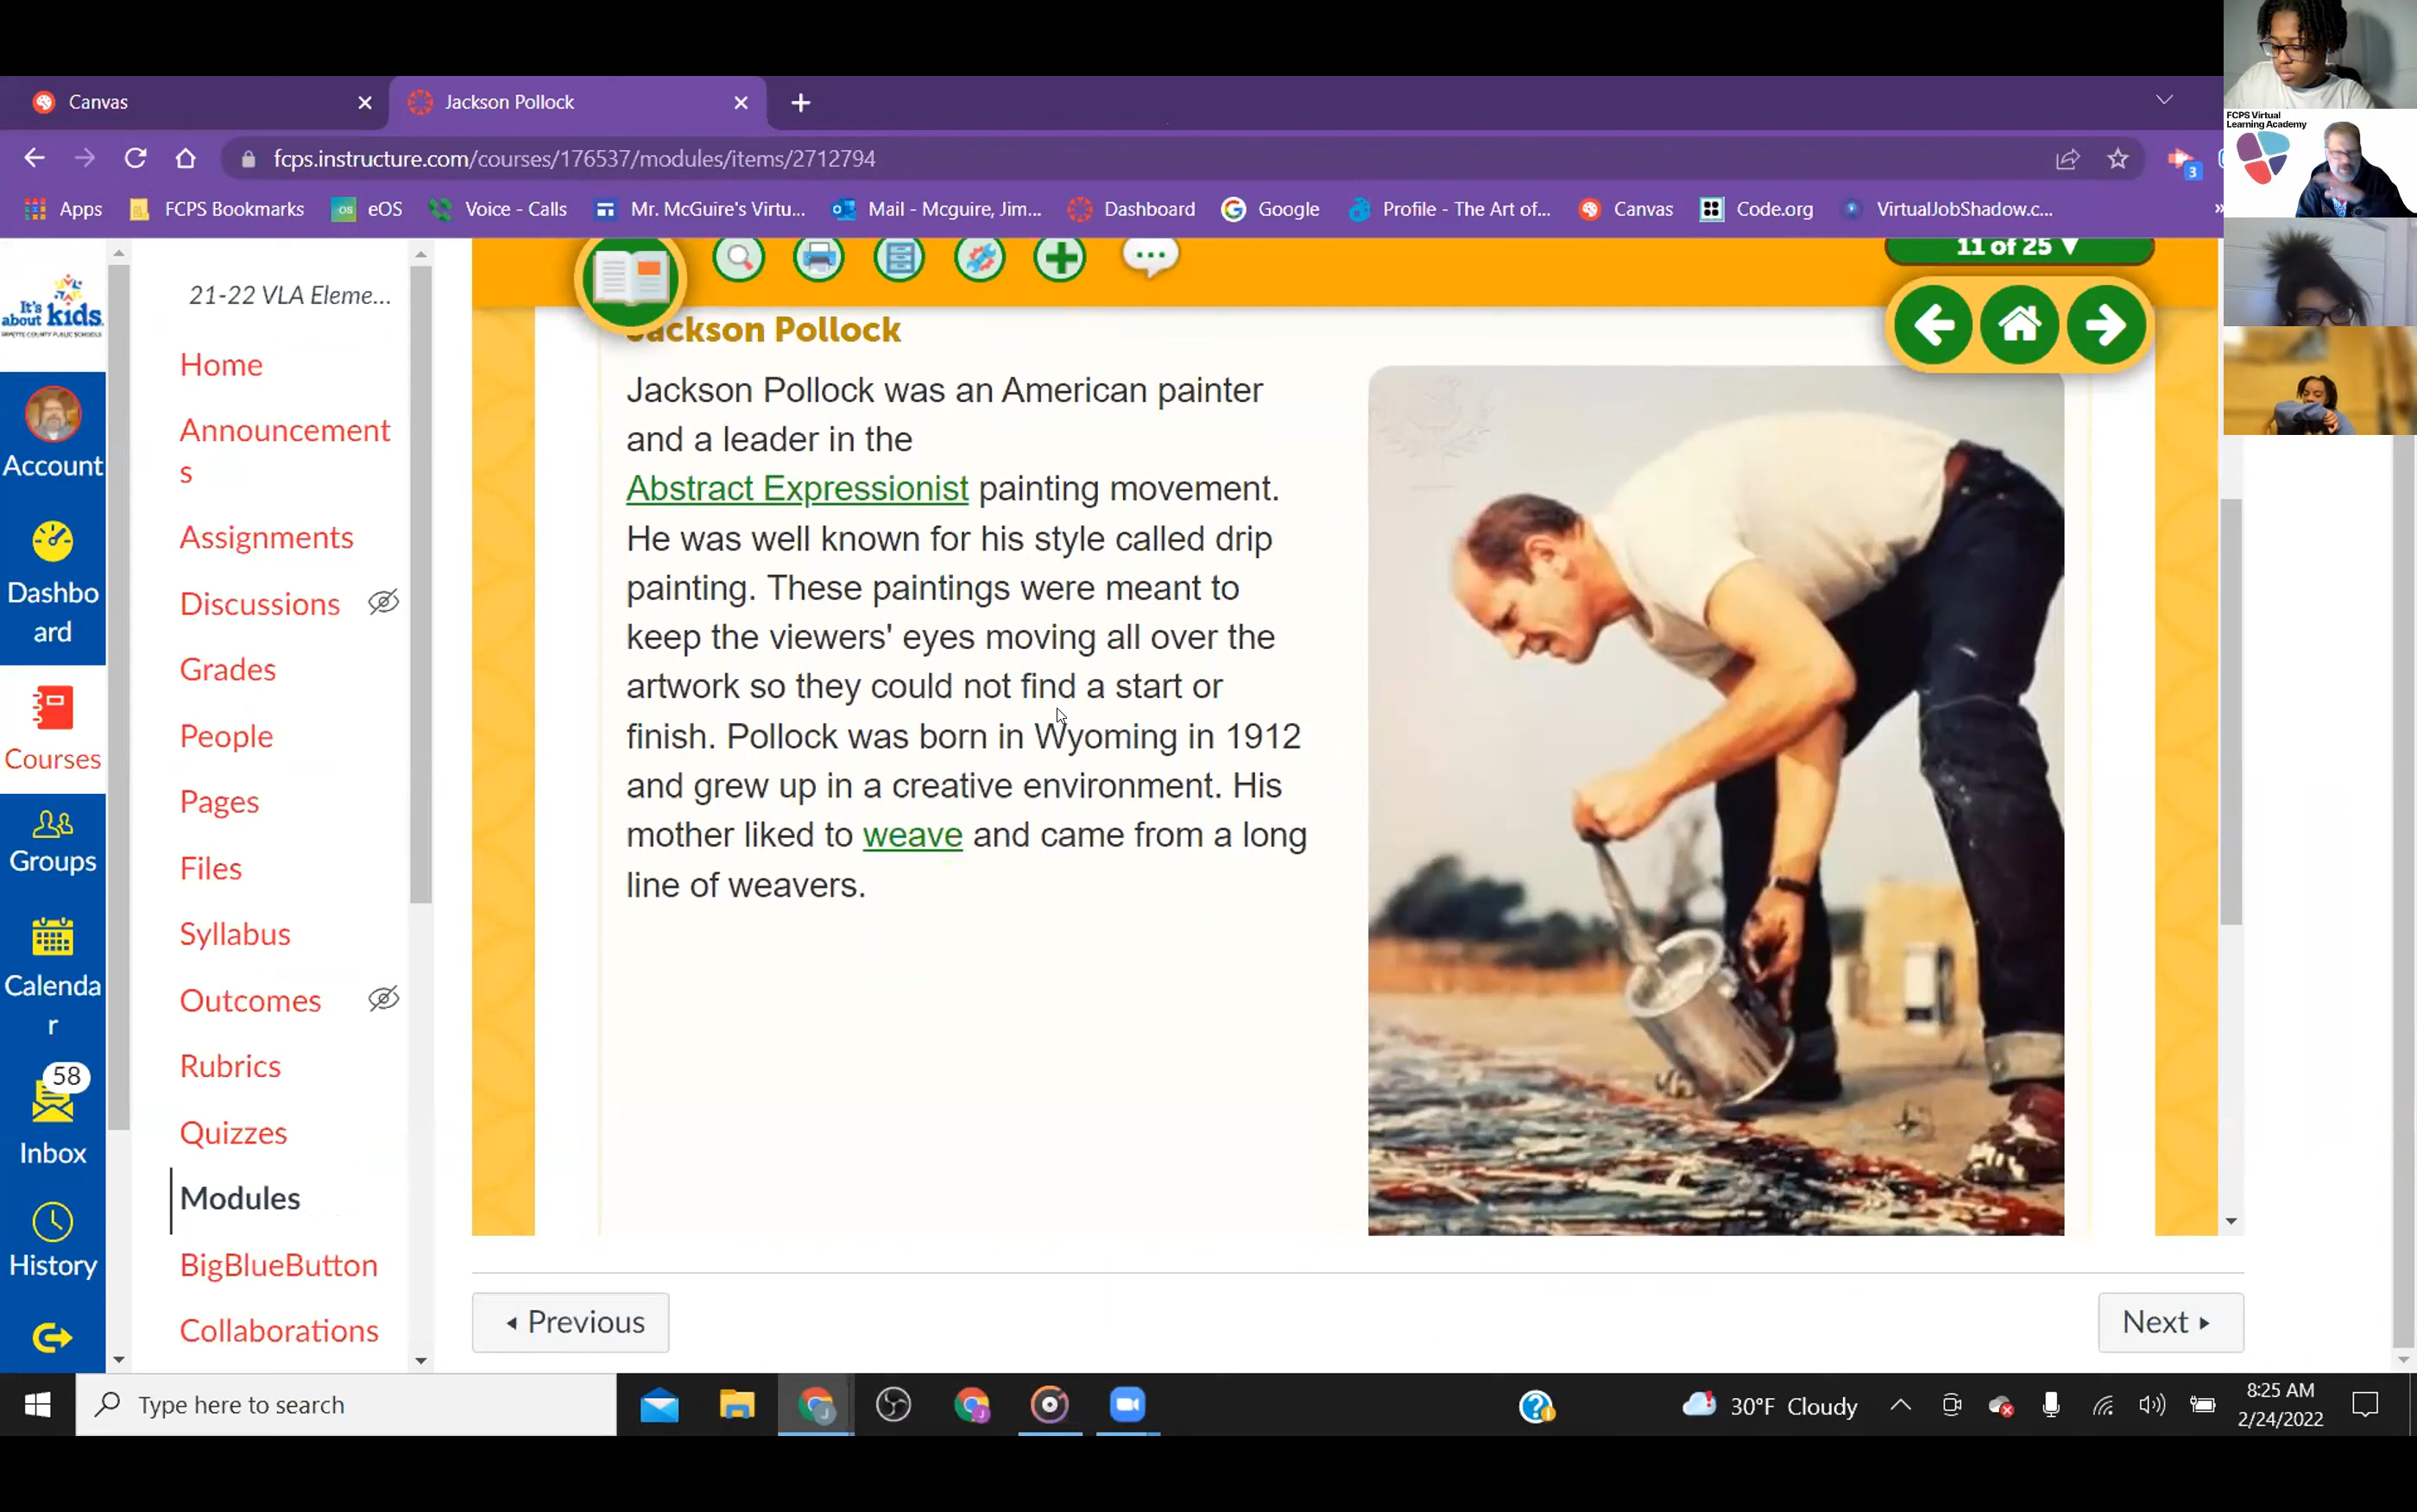 FCPS Virtual
Learning Academy
Canvas
Jackson Pollock
fcps.instructure.com/courses/176537/modules/items/2712794
3
Apps
FCPS Bookmarks
eOS
Voice - Calls
Mr. McGuire's Virtu...
Mail - Mcguire, Jim...
Dashboard
Google
Profile - The Art of...
Canvas
Code.org
VirtualJobShadow.c...
»
It's
about kids
FAYETTE COUNTY PUBLIC SCHOOLS
Account
Dashbo
ard
Courses
Groups
Calenda
r
58
Inbox
History
21-22 VLA Eleme...
Home
Announcement
s
Assignments
Discussions
Grades
People
Pages
Files
Syllabus
Outcomes
Rubrics
Quizzes
Modules
BigBlueButton
Collaborations
11 of 25 ▼
Jackson Pollock
Jackson Pollock was an American painter
and a leader in the
Abstract Expressionist painting movement.
He was well known for his style called drip
painting. These paintings were meant to
keep the viewers' eyes moving all over the
artwork so they could not find a start or
finish. Pollock was born in Wyoming in 1912
and grew up in a creative environment. His
mother liked to weave and came from a long
line of weavers.
Previous
Next
Type here to search
30°F Cloudy
8:25 AM
2/24/2022